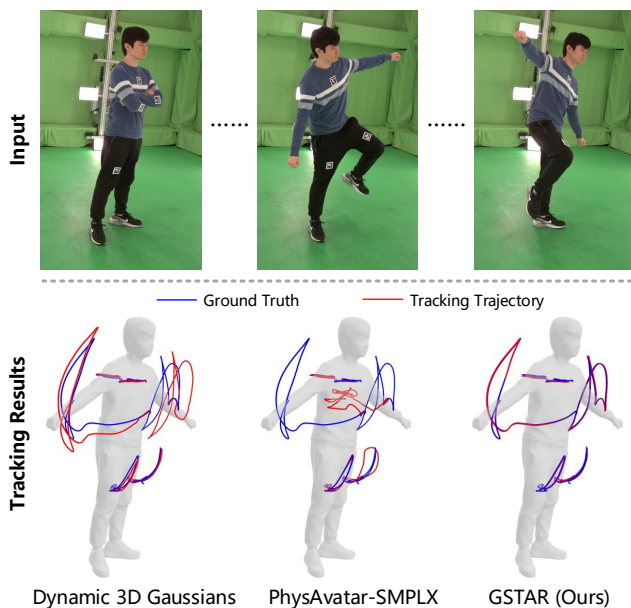 Input
...... ......
Ground Truth Tracking Trajectory
Tracking Results
Dynamic 3D Gaussians PhysAvatar-SMPLX GSTAR (Ours)